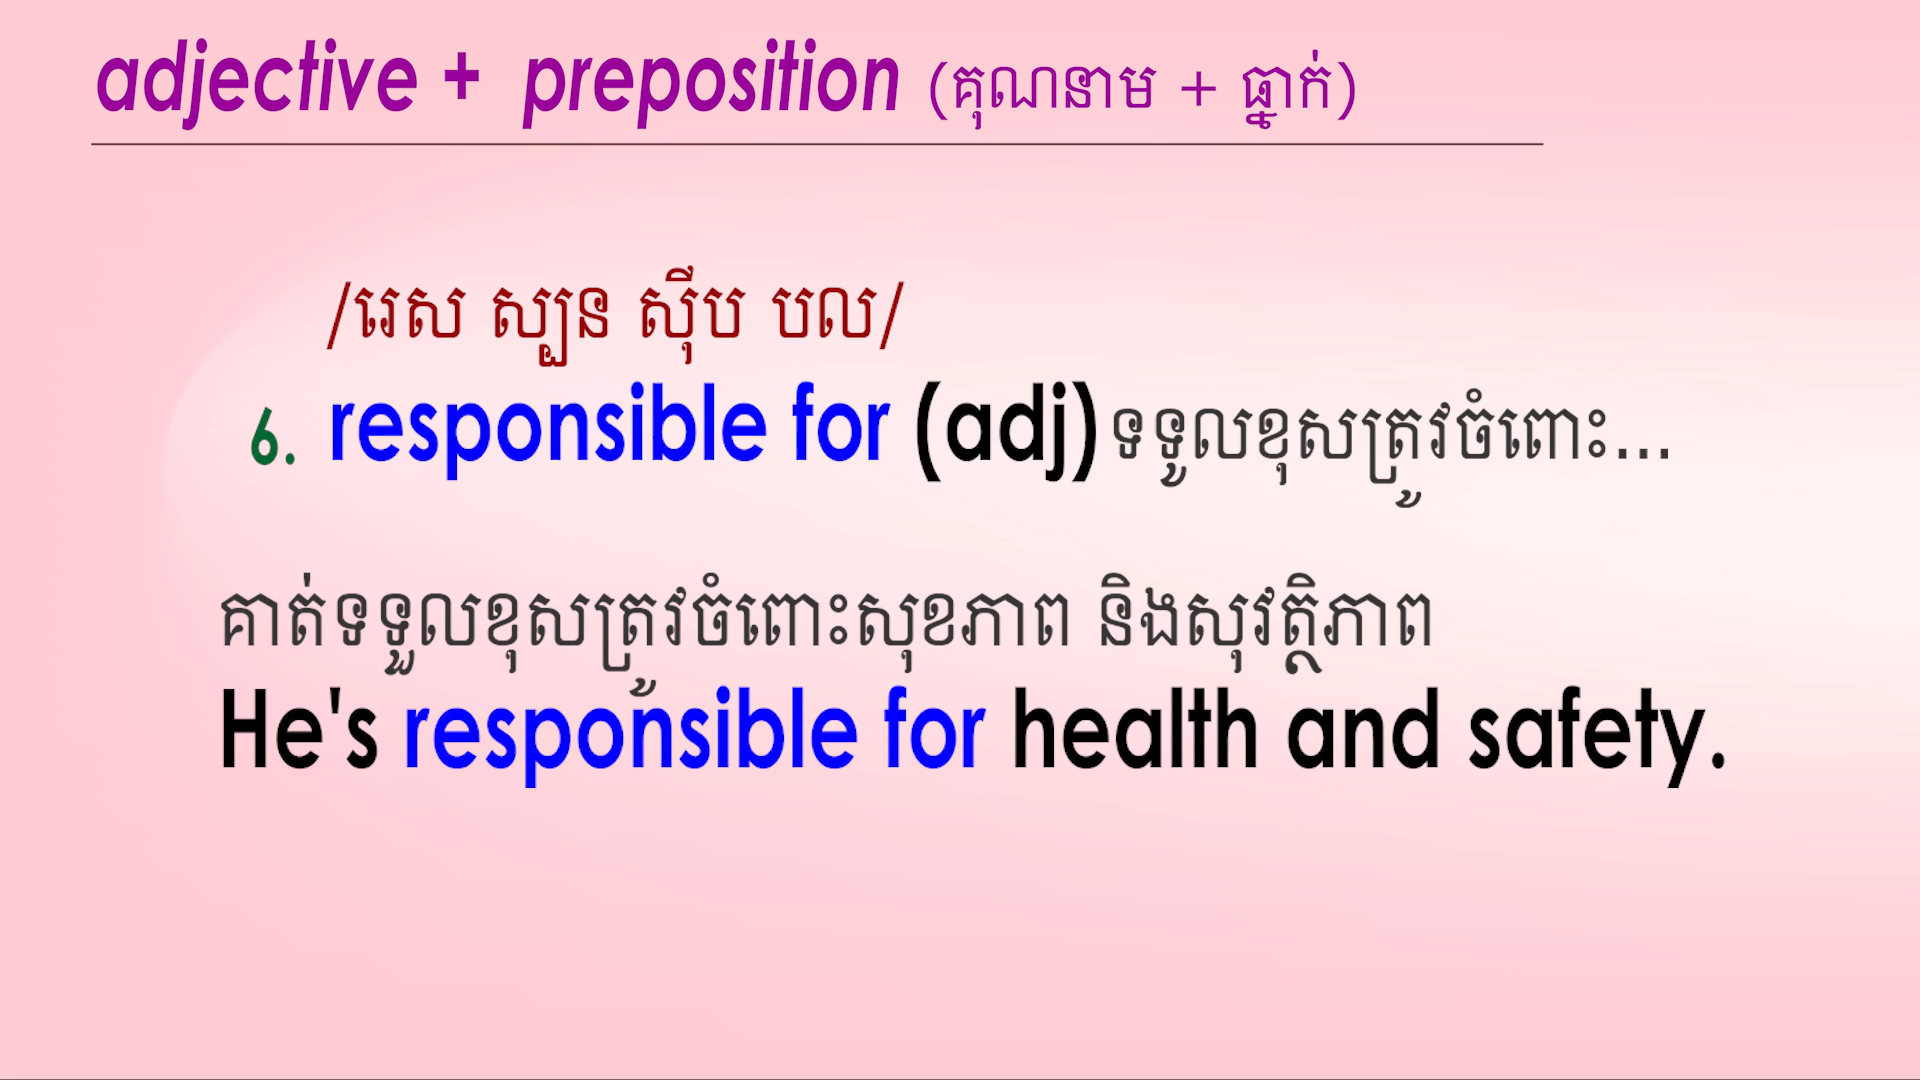 adjective + preposition (គុណនាម + ធ្នាក់)
/រេស ស្ប៉ន ស៊ីប បល/
6. responsible for (adj) ទទូលខុសត្រូវចំពោះ...
គាត់ទទួលខុសត្រូវចំពោះសុខភាព និងសុវត្ថិភាព
He's responsible for health and safety.